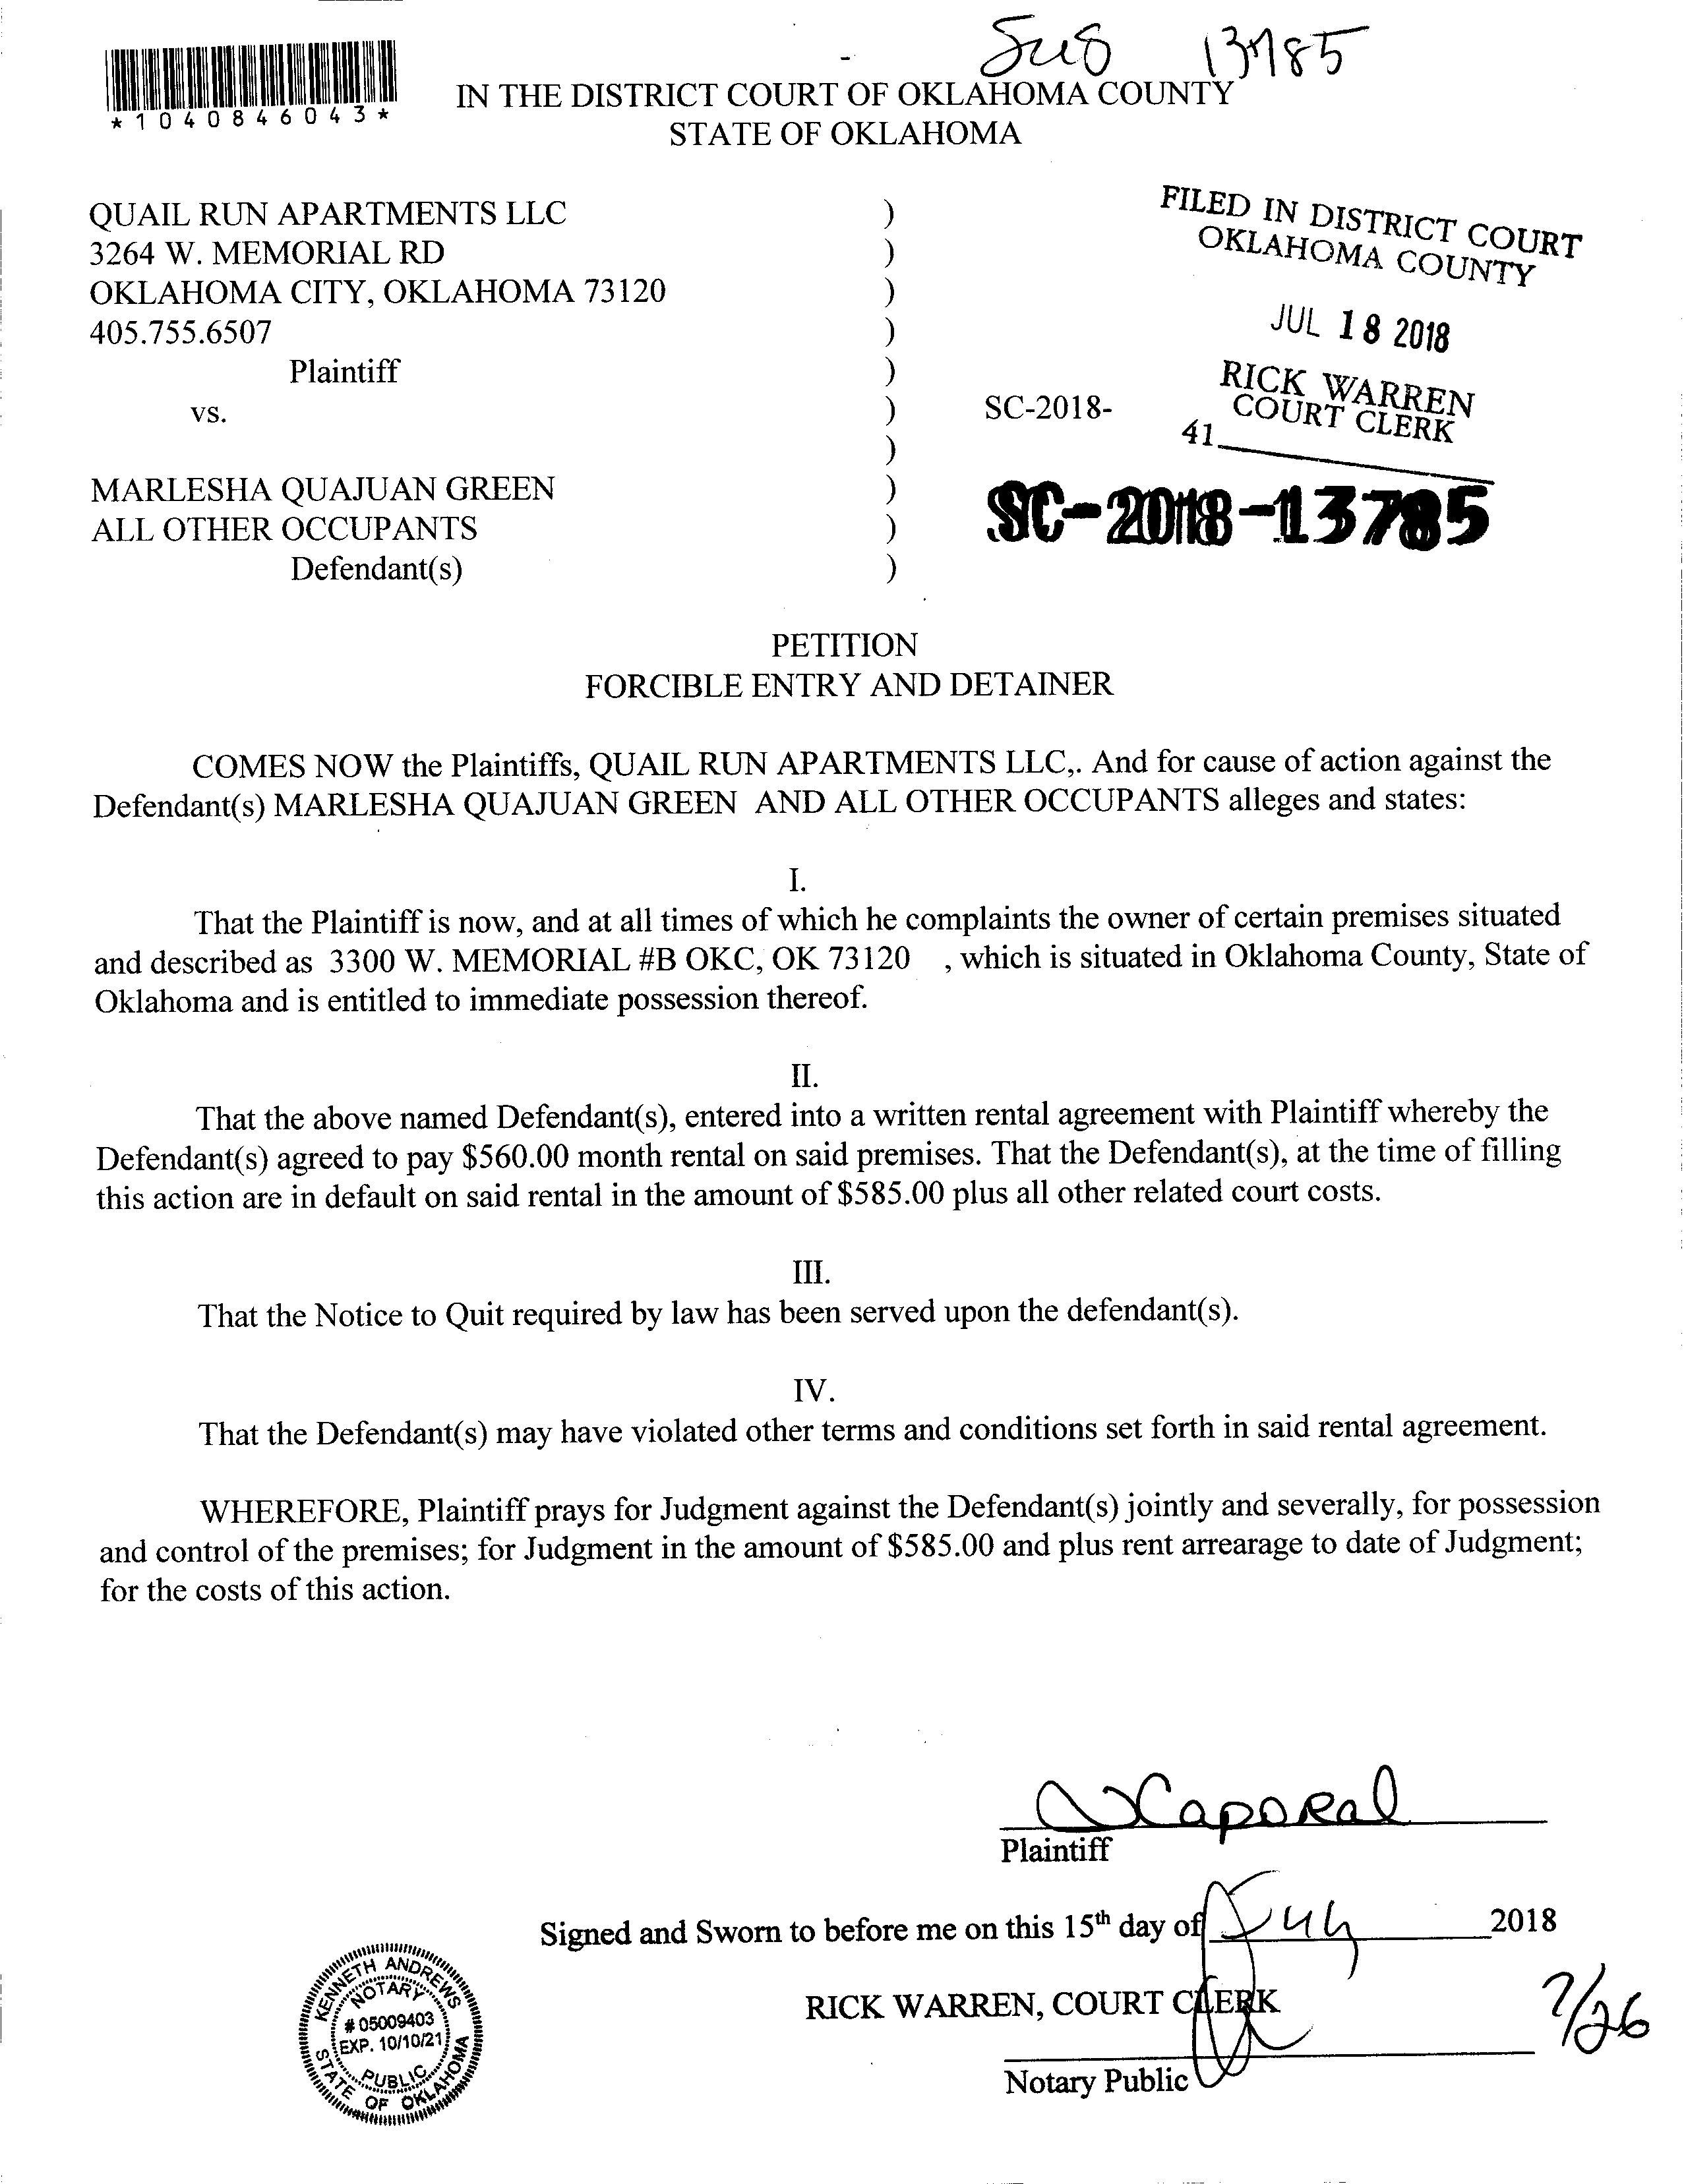 Sus 13785
*1040846043*
IN THE DISTRICT COURT OF OKLAHOMA COUNTY
STATE OF OKLAHOMA
QUAIL RUN APARTMENTS LLC )
3264 W. MEMORIAL RD )
OKLAHOMA CITY, OKLAHOMA 73120 )
405.755.6507 )
Plaintiff )
vs. ) SC-2018-
)
MARLESHA QUAJUAN GREEN )
ALL OTHER OCCUPANTS )
Defendant(s) )
FILED IN DISTRICT COURT
OKLAHOMA COUNTY
JUL 18 2018
RICK WARREN
COURT CLERK
41
SC-2018-13785
PETITION
FORCIBLE ENTRY AND DETAINER
COMES NOW the Plaintiffs, QUAIL RUN APARTMENTS LLC,. And for cause of action against the
Defendant(s) MARLESHA QUAJUAN GREEN AND ALL OTHER OCCUPANTS alleges and states:
I.
That the Plaintiff is now, and at all times of which he complaints the owner of certain premises situated
and described as 3300 W. MEMORIAL #B OKC, OK 73120 , which is situated in Oklahoma County, State of
Oklahoma and is entitled to immediate possession thereof.
II.
That the above named Defendant(s), entered into a written rental agreement with Plaintiff whereby the
Defendant(s) agreed to pay $560.00 month rental on said premises. That the Defendant(s), at the time of filling
this action are in default on said rental in the amount of $585.00 plus all other related court costs.
III.
That the Notice to Quit required by law has been served upon the defendant(s).
IV.
That the Defendant(s) may have violated other terms and conditions set forth in said rental agreement.
WHEREFORE, Plaintiff prays for Judgment against the Defendant(s) jointly and severally, for possession
and control of the premises; for Judgment in the amount of $585.00 and plus rent arrearage to date of Judgment;
for the costs of this action.
Caporal
Plaintiff
Signed and Sworn to before me on this 15th day of July 2018
RICK WARREN, COURT CLERK
7/26
Notary Public
KENNETH ANDREWS
NOTARY
# 05009403
EXP. 10/10/21
PUBLIC
STATE OF OKLAHOMA